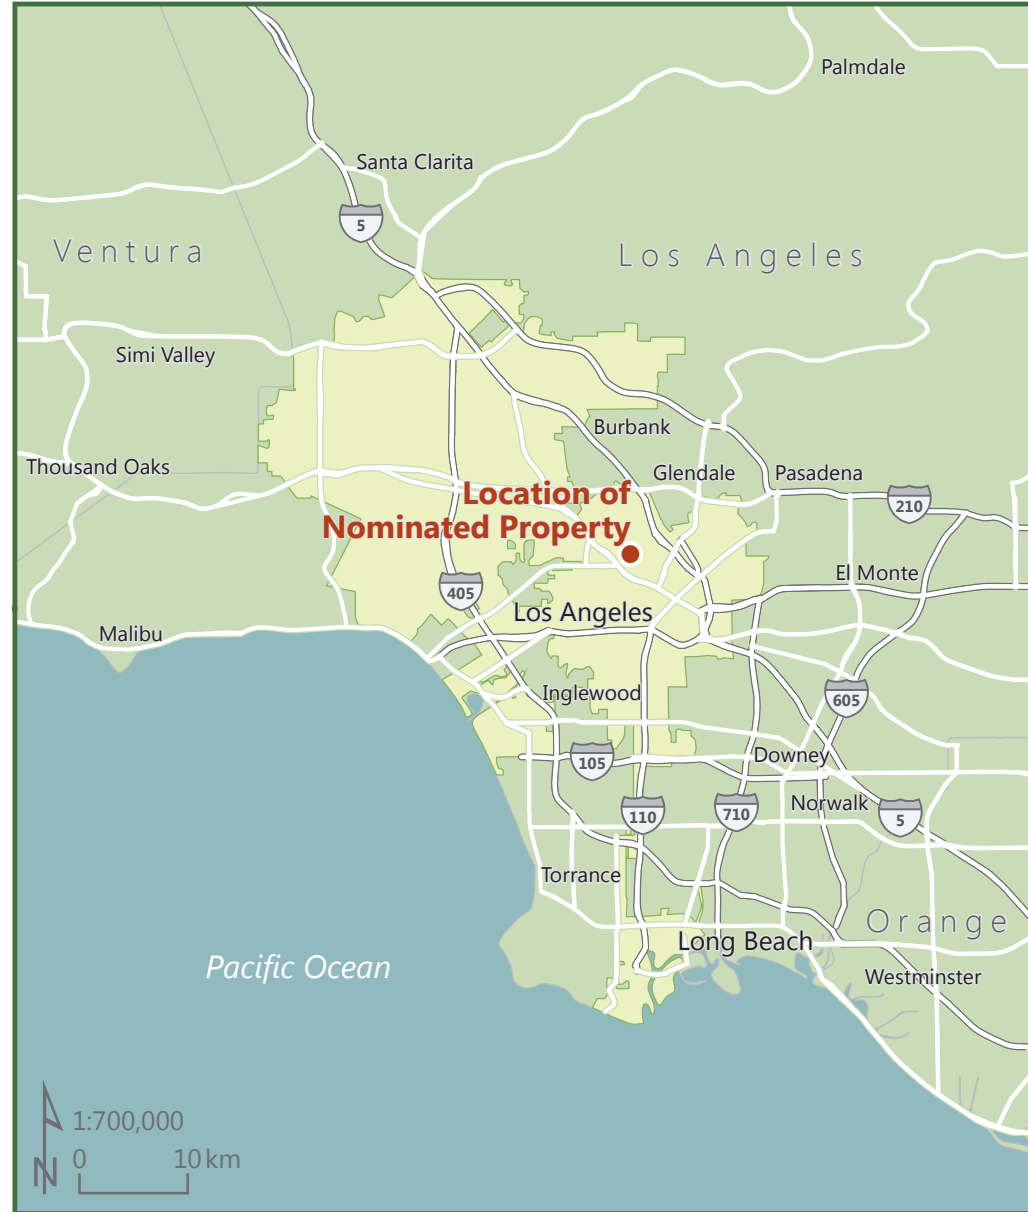 Palmdale
Santa Clarita
5
Ventura
Los Angeles
Simi Valley
Burbank
Thousand Oaks
Glendale
Pasadena
Location of
Nominated Property
210
El Monte
405
Los Angeles
Malibu
Inglewood
605
105
Downey
110
710
Norwalk
5
Torrance
Orange
Long Beach
Pacific Ocean
Westminster
1:700,000
0 10 km
N